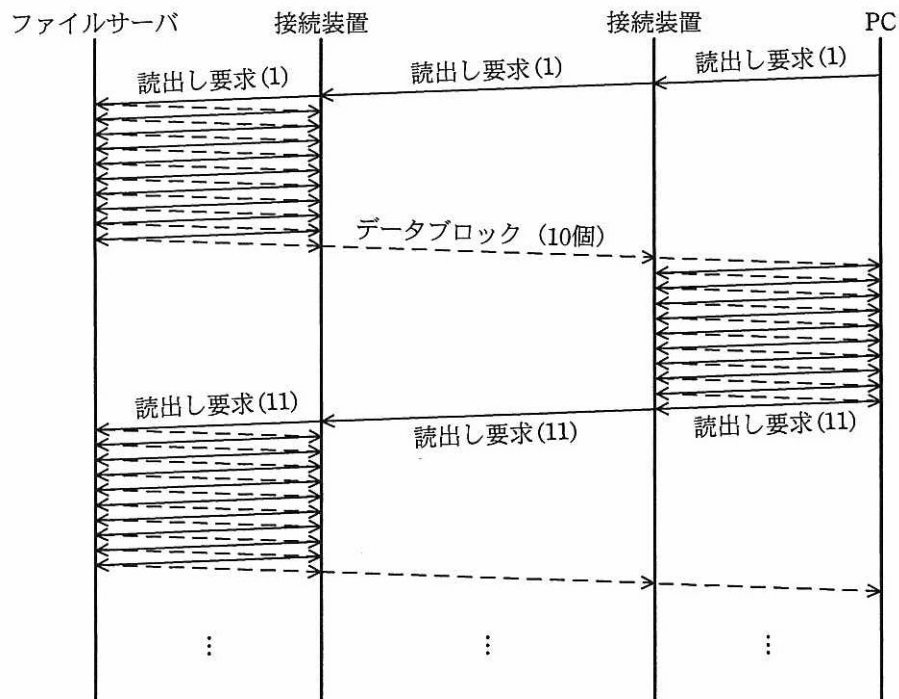 ファイルサーバ 接続装置 接続装置 PC
読出し要求(1) 読出し要求(1) 読出し要求(1)
データブロック（10個）
読出し要求(11) 読出し要求(11) 読出し要求(11)
⋮ ⋮ ⋮